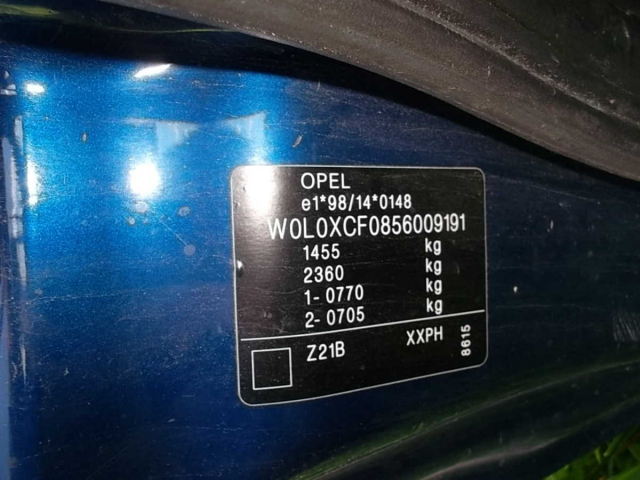 OPEL
e1*98/14*0148
W0L0XCF0856009191
1455 kg
2360 kg
1- 0770 kg
2- 0705 kg
Z21B XXPH 8615